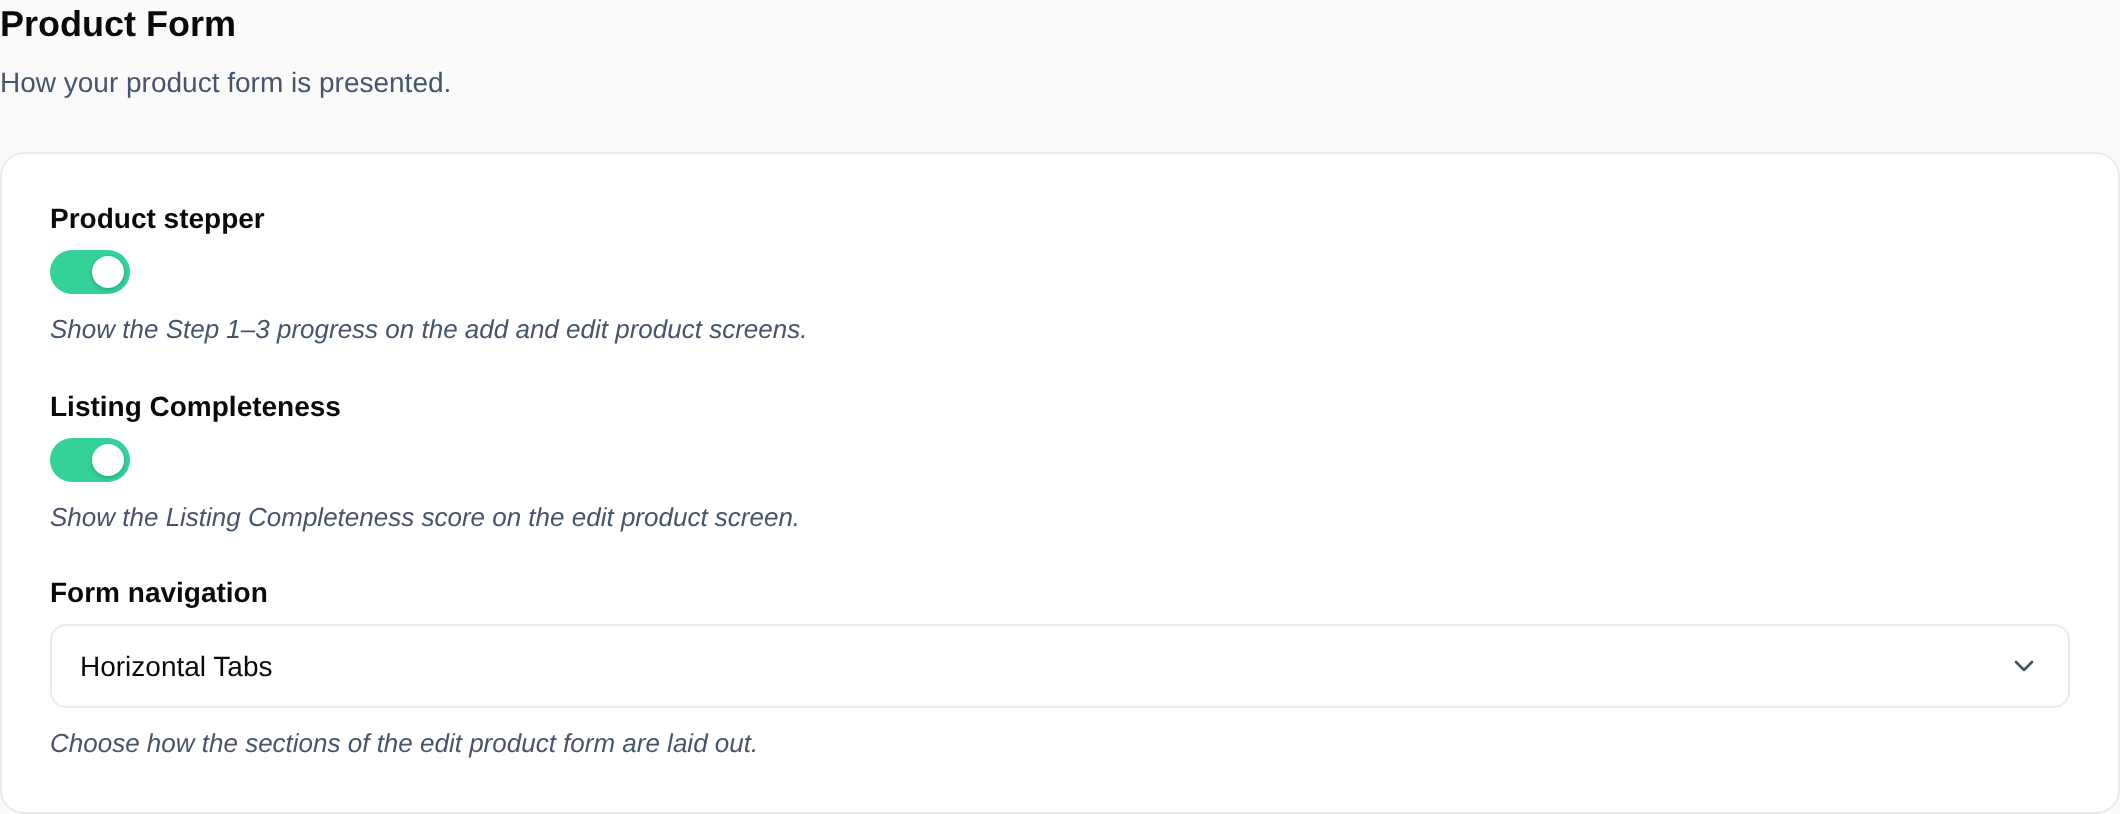 Product Form
How your product form is presented.
Product stepper
Show the Step 1–3 progress on the add and edit product screens.
Listing Completeness
Show the Listing Completeness score on the edit product screen.
Form navigation
Horizontal Tabs
Choose how the sections of the edit product form are laid out.